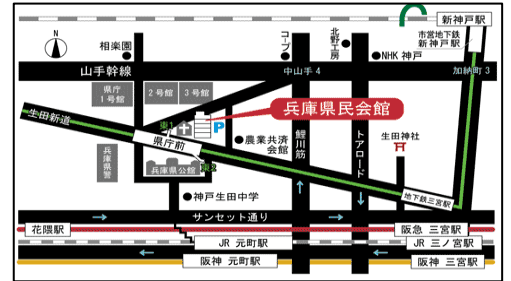 新神戸駅
市営地下鉄
新神戸駅
N
相楽園
コープ
北野工房
NHK 神戸
山手幹線
中山手 4
加納町 3
県庁
1号館
2号館
3号館
兵庫県民会館
生田新道
東1
P
県庁前
農業共済
会館
鯉川筋
トアロード
生田神社
兵庫県警
兵庫県公館
東2
神戸生田中学
地下鉄三宮駅
サンセット通り
花隈駅
阪急 三宮駅
JR 元町駅
JR 三ノ宮駅
阪神 元町駅
阪神 三宮駅